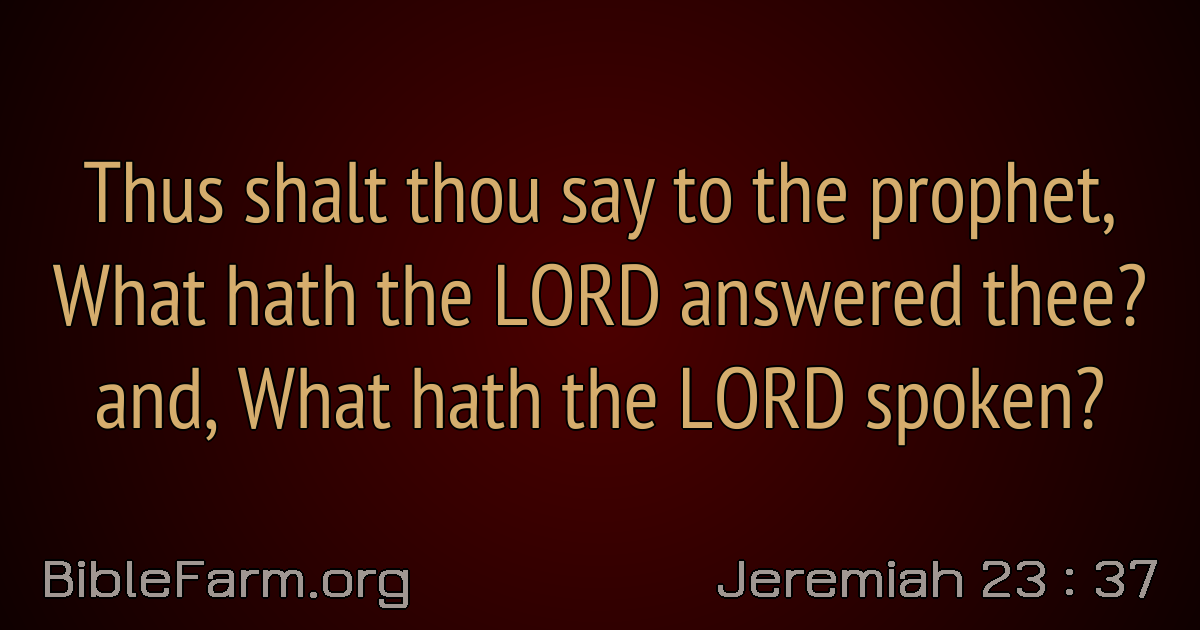 Thus shalt thou say to the prophet,
What hath the LORD answered thee?
and, What hath the LORD spoken?
BibleFarm.org
Jeremiah 23 : 37